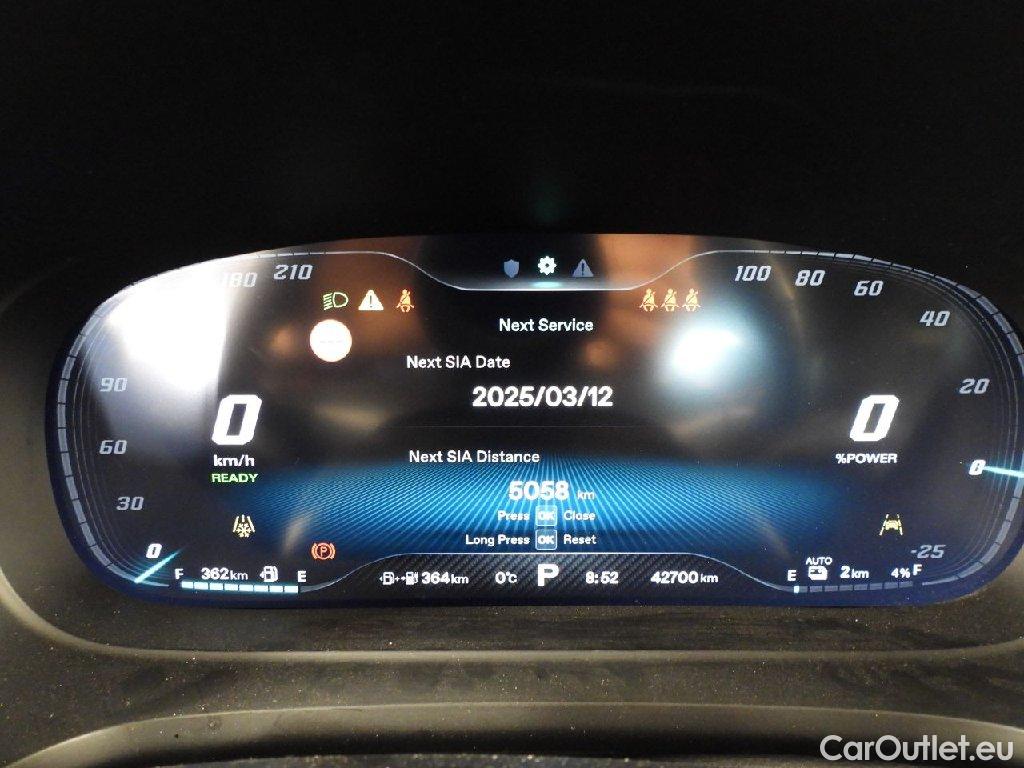 180 210
100 80 60
Next Service
40
Next SIA Date
90
2025/03/12
20
0
km/h
READY
0
%POWER
60
Next SIA Distance
0
5058 km
30
Press OK Close
Long Press OK Reset
0
-25
F 362km E
364km 0°C P 8:52 42700km
AUTO
E 2km 4% F
CarOutlet.eu